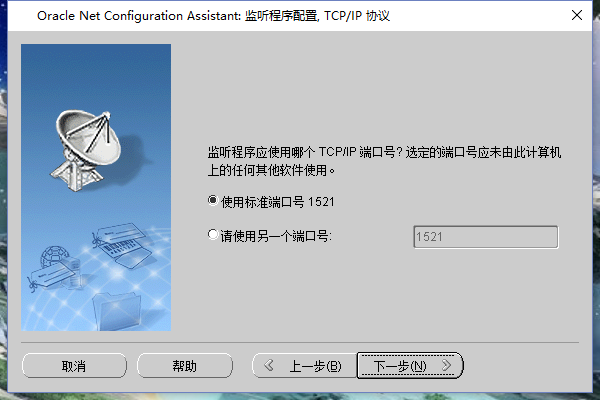 Oracle Net Configuration Assistant: 监听程序配置, TCP/IP 协议
监听程序应使用哪个 TCP/IP 端口号? 选定的端口号应未由此计算机
上的任何其他软件使用。
使用标准端口号 1521
请使用另一个端口号: 1521
取消 帮助 上一步(B) 下一步(N)